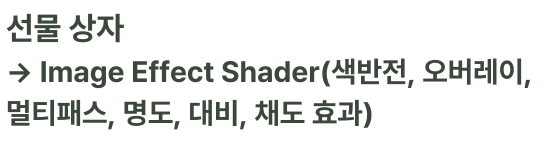 선물 상자
→ Image Effect Shader(색반전, 오버레이,
멀티패스, 명도, 대비, 채도 효과)